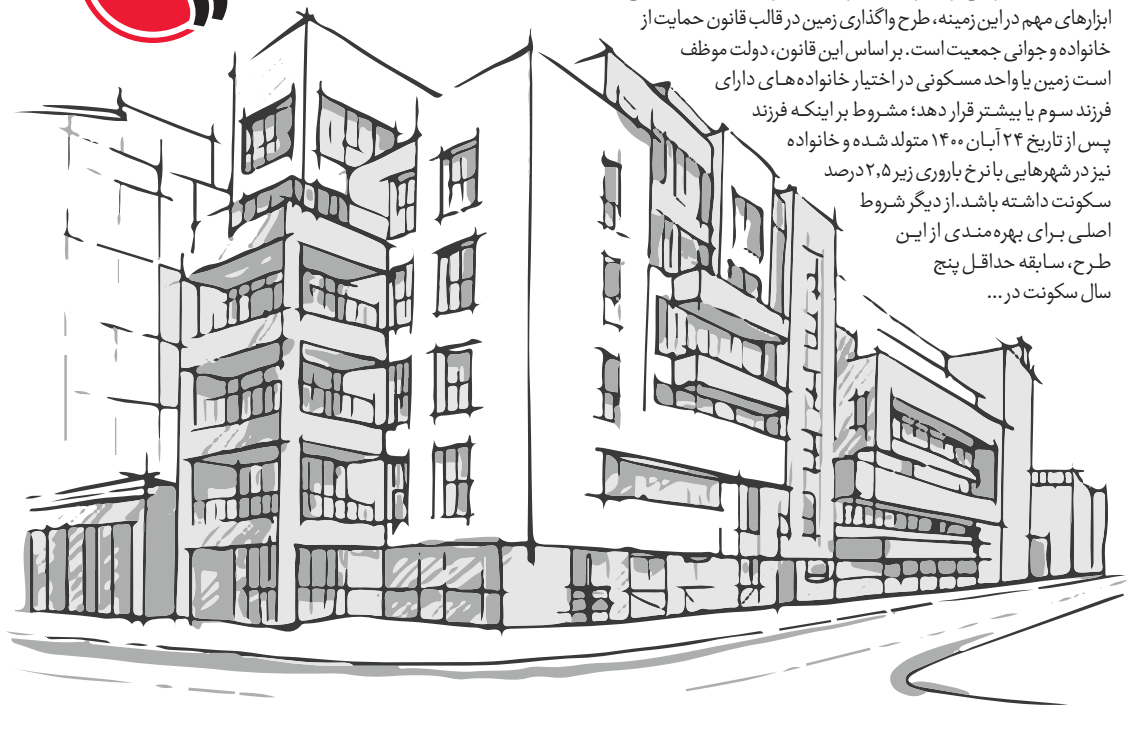 ابزارهای مهم در این زمینه، طرح واگذاری زمین در قالب قانون حمایت از
خانواده و جوانی جمعیت است. بر اساس این قانون، دولت موظف
است زمین یا واحد مسکونی در اختیار خانواده‌های دارای
فرزند سوم یا بیشتر قرار دهد؛ مشروط بر اینکه فرزند
پس از تاریخ ۲۴ آبان ۱۴۰۰ متولد شده و خانواده
نیز در شهرهایی با نرخ باروری زیر ۲,۵ درصد
سکونت داشته باشد. از دیگر شروط
اصلی برای بهره‌مندی از این
طرح، سابقه حداقل پنج
سال سکونت در ...